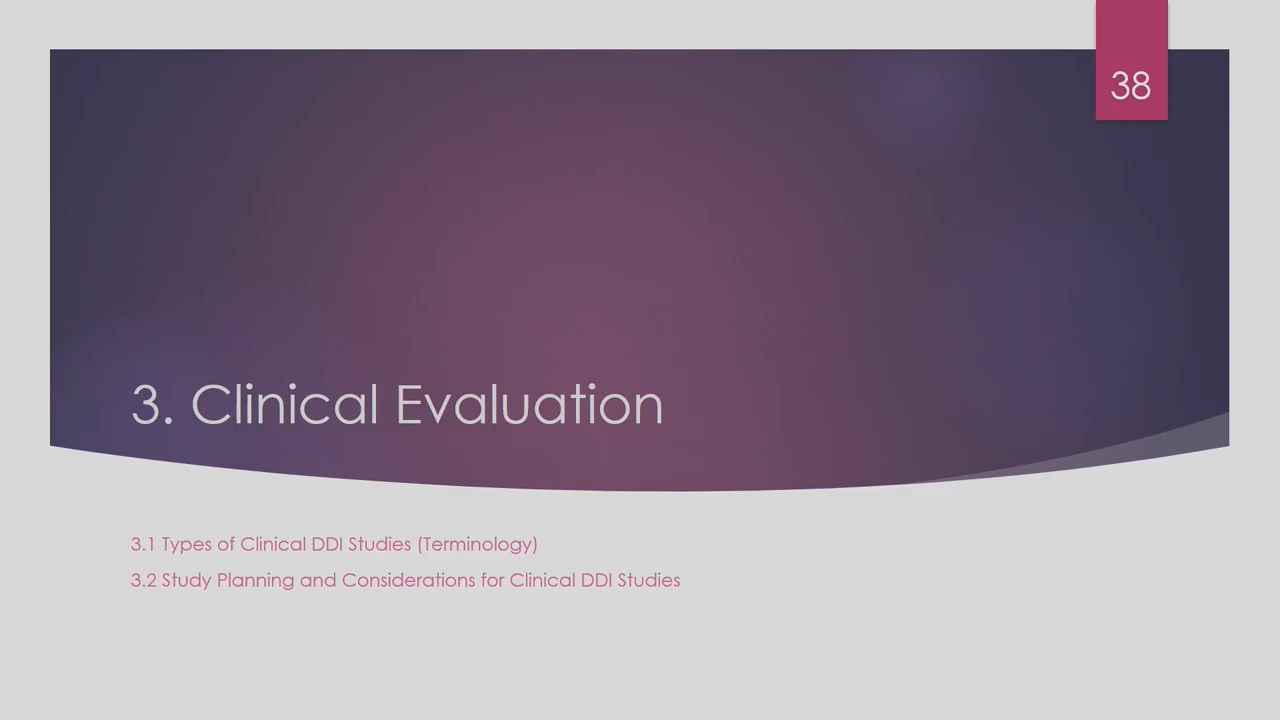 38
3. Clinical Evaluation
3.1 Types of Clinical DDI Studies (Terminology)
3.2 Study Planning and Considerations for Clinical DDI Studies